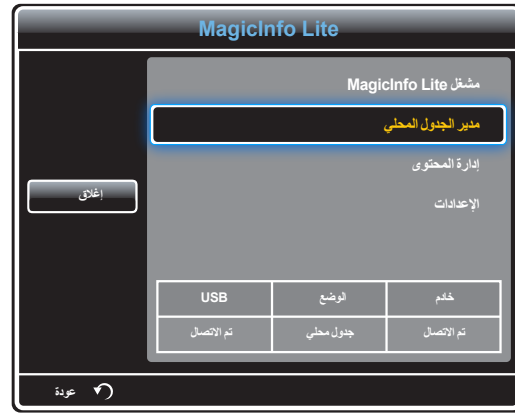 MagicInfo Lite
مشغل MagicInfo Lite
مدير الجدول المحلي
إدارة المحتوى
الإعدادات
إغلاق
خادم الوضع USB
تم الاتصال جدول محلي تم الاتصال
عودة